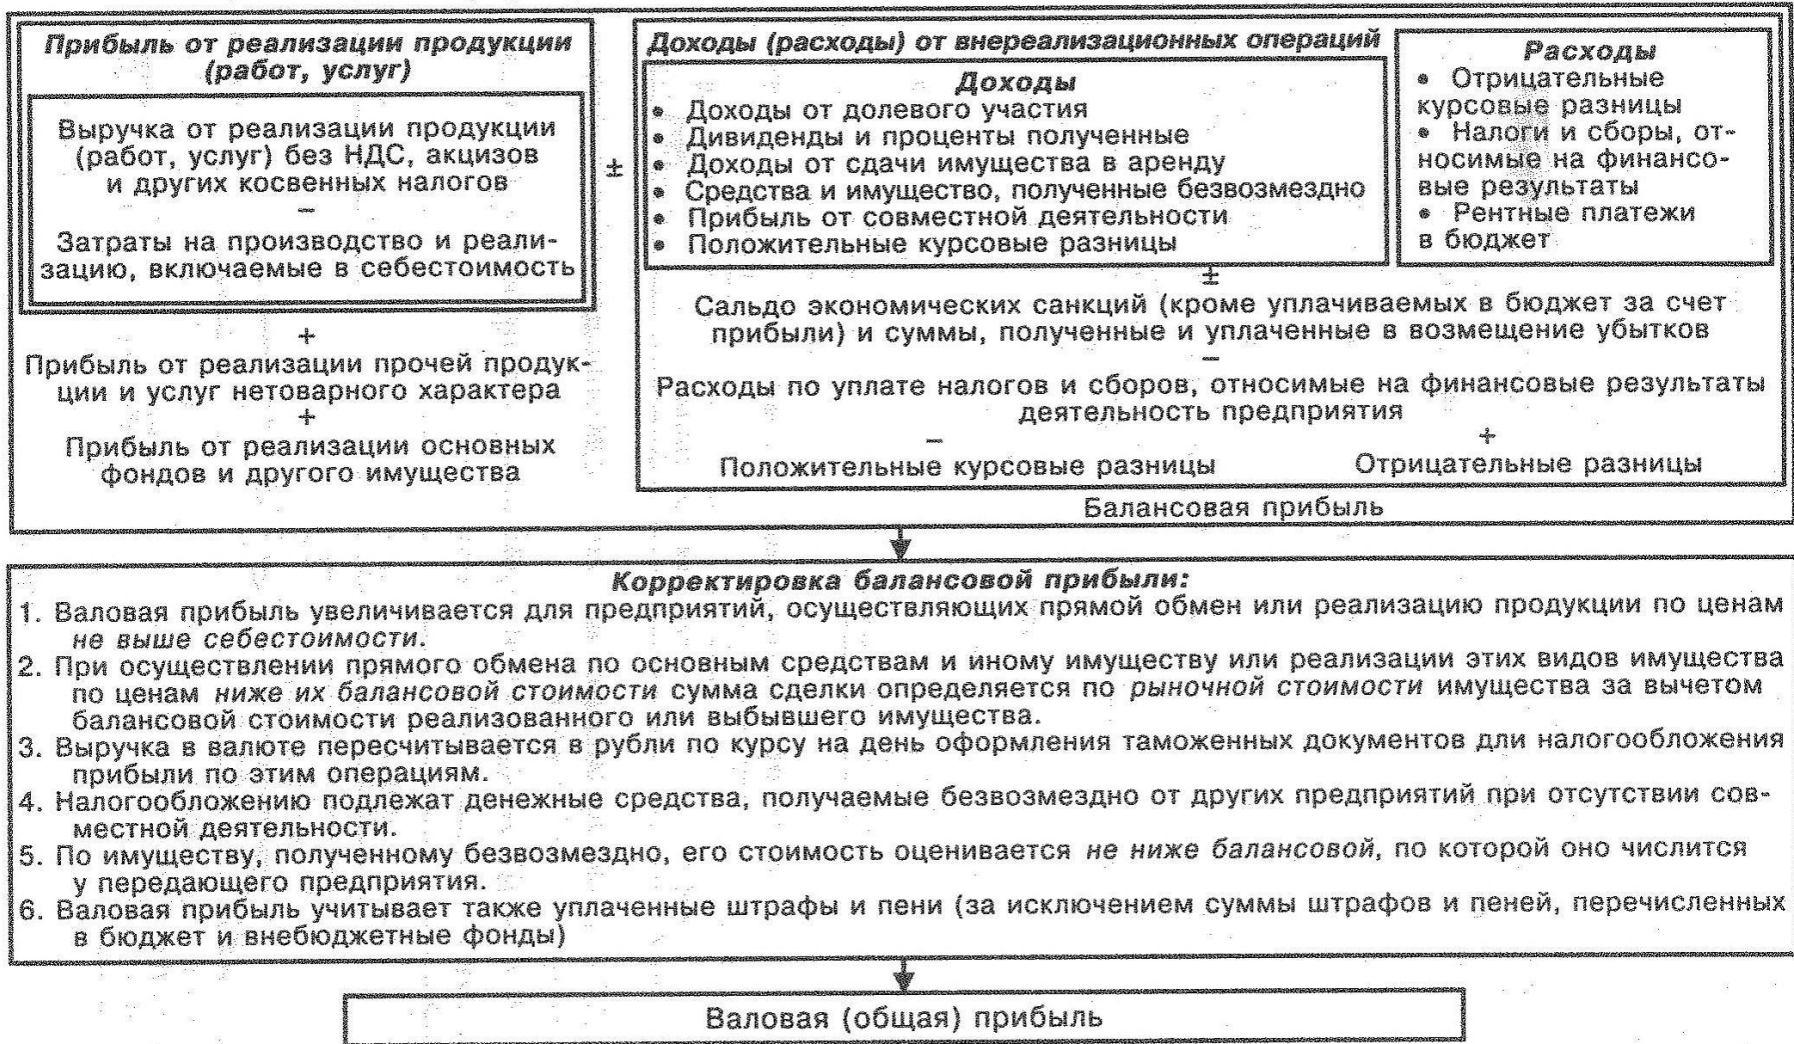 Прибыль от реализации продукции
(работ, услуг)
Выручка от реализации продукции
(работ, услуг) без НДС, акцизов
и других косвенных налогов
−
Затраты на производство и реали-
зацию, включаемые в себестоимость
+
Прибыль от реализации прочей продук-
ции и услуг нетоварного характера
+
Прибыль от реализации основных
фондов и другого имущества
±
Доходы (расходы) от внереализационных операций
Доходы
• Доходы от долевого участия
• Дивиденды и проценты полученные
• Доходы от сдачи имущества в аренду
• Средства и имущество, полученные безвозмездно
• Прибыль от совместной деятельности
• Положительные курсовые разницы
Расходы
• Отрицательные
курсовые разницы
• Налоги и сборы, от-
носимые на финансо-
вые результаты
• Рентные платежи
в бюджет
±
Сальдо экономических санкций (кроме уплачиваемых в бюджет за счет
прибыли) и суммы, полученные и уплаченные в возмещение убытков
−
Расходы по уплате налогов и сборов, относимые на финансовые результаты
деятельность предприятия
− +
Положительные курсовые разницы Отрицательные разницы
Балансовая прибыль
Корректировка балансовой прибыли:
1. Валовая прибыль увеличивается для предприятий, осуществляющих прямой обмен или реализацию продукции по ценам
не выше себестоимости.
2. При осуществлении прямого обмена по основным средствам и иному имуществу или реализации этих видов имущества
по ценам ниже их балансовой стоимости сумма сделки определяется по рыночной стоимости имущества за вычетом
балансовой стоимости реализованного или выбывшего имущества.
3. Выручка в валюте пересчитывается в рубли по курсу на день оформления таможенных документов дли налогообложения
прибыли по этим операциям.
4. Налогообложению подлежат денежные средства, получаемые безвозмездно от других предприятий при отсутствии сов-
местной деятельности.
5. По имуществу, полученному безвозмездно, его стоимость оценивается не ниже балансовой, по которой оно числится
у передающего предприятия.
6. Валовая прибыль учитывает также уплаченные штрафы и пени (за исключением суммы штрафов и пеней, перечисленных
в бюджет и внебюджетные фонды)
Валовая (общая) прибыль